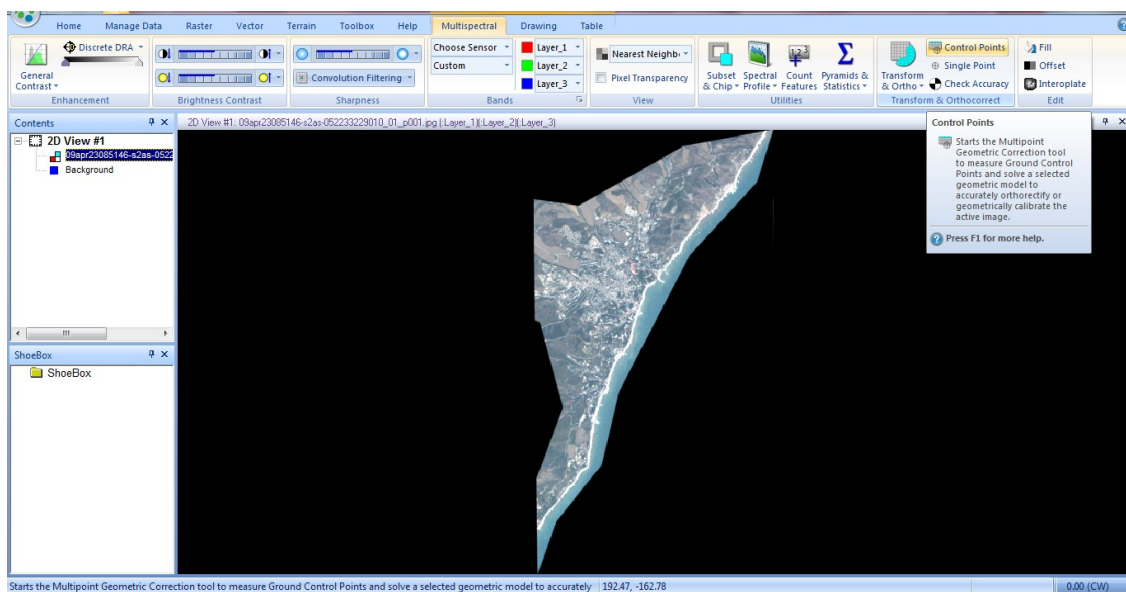 Home Manage Data Raster Vector Terrain Toolbox Help Multispectral Drawing Table
Discrete DRA
General
Contrast
Enhancement
Brightness Contrast
Convolution Filtering
Sharpness
Choose Sensor
Custom
Layer_1
Layer_2
Layer_3
Bands
Nearest Neighb
Pixel Transparency
View
Subset
& Chip
Spectral
Profile
Count
Features
Pyramids &
Statistics
Utilities
Transform
& Ortho
Control Points
Single Point
Check Accuracy
Transform & Orthocorrect
Fill
Offset
Interoplate
Edit
Contents
2D View #1
09apr23085146-s2as-0522
Background
ShoeBox
ShoeBox
2D View #1: 09apr23085146-s2as-052233229010_01_p001.jpg (:Layer_1)(:Layer_2)(:Layer_3)
Control Points
Starts the Multipoint
Geometric Correction tool
to measure Ground Control
Points and solve a selected
geometric model to
accurately orthorectify or
geometrically calibrate the
active image.
Press F1 for more help.
Starts the Multipoint Geometric Correction tool to measure Ground Control Points and solve a selected geometric model to accurately 192.47, -162.78 0.00 (CW)